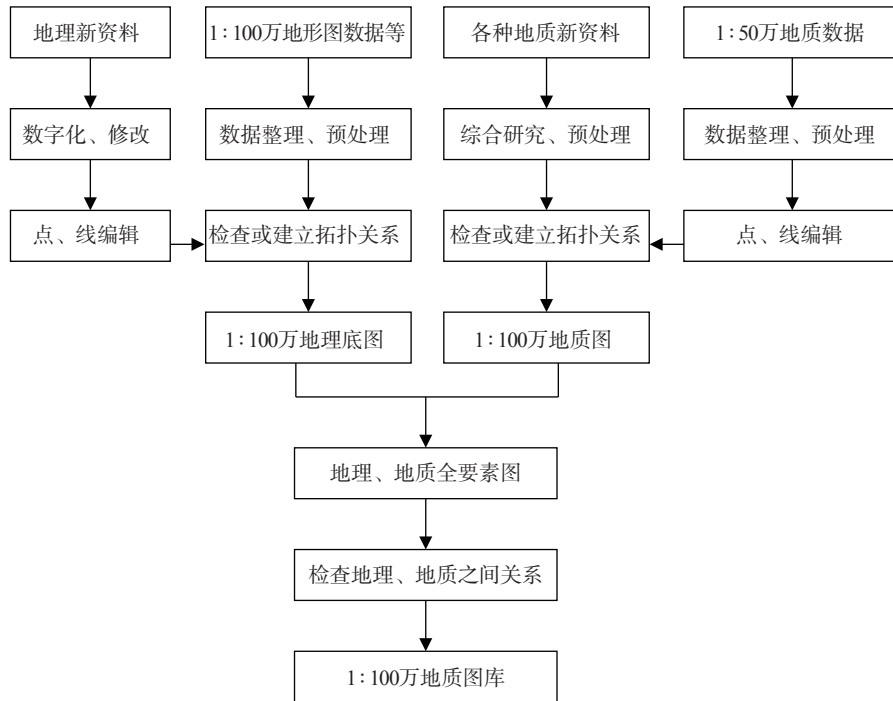 地理新资料
1∶100万地形图数据等
各种地质新资料
1∶50万地质数据
数字化、修改
数据整理、预处理
综合研究、预处理
数据整理、预处理
点、线编辑
检查或建立拓扑关系
检查或建立拓扑关系
点、线编辑
1∶100万地理底图
1∶100万地质图
地理、地质全要素图
检查地理、地质之间关系
1∶100万地质图库